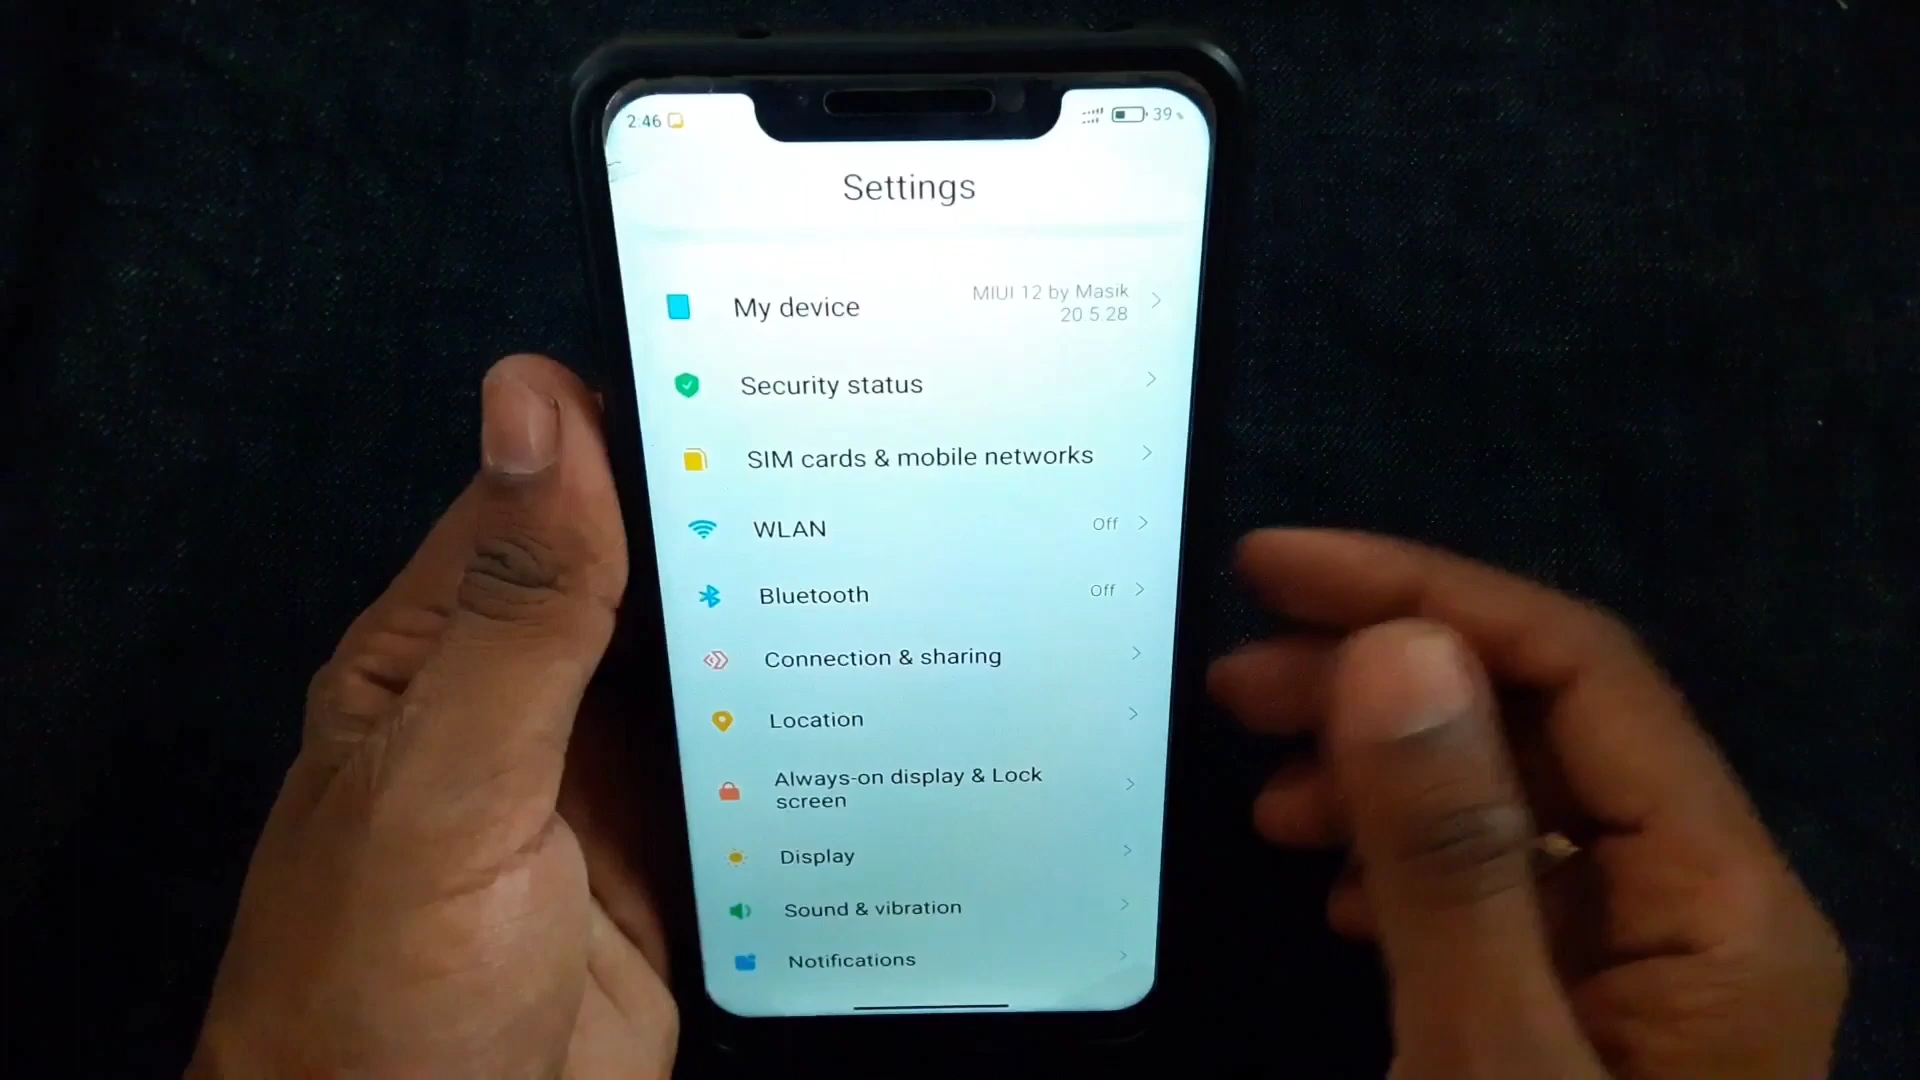 2:46
39
Settings
My device
MIUI 12 by Masik
20 5.28
Security status
SIM cards & mobile networks
WLAN
Off
Bluetooth
Off
Connection & sharing
Location
Always-on display & Lock
screen
Display
Sound & vibration
Notifications